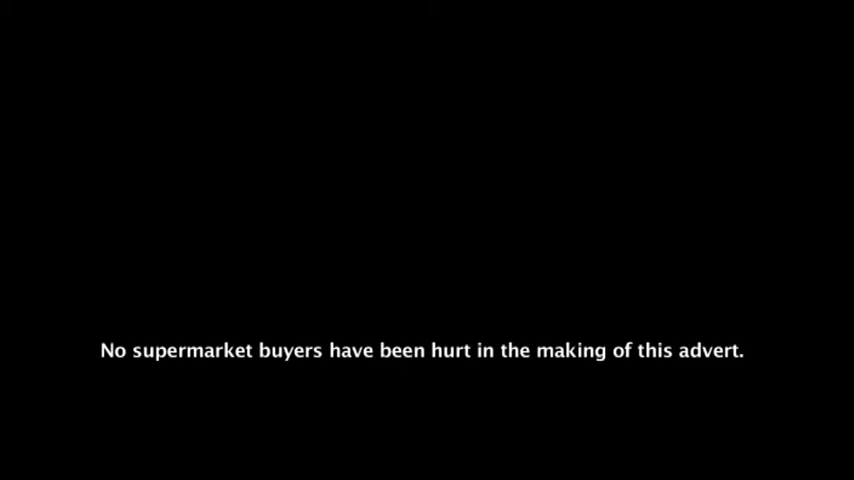 No supermarket buyers have been hurt in the making of this advert.